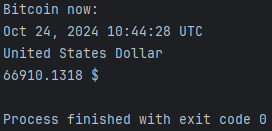 Bitcoin now:
Oct 24, 2024 10:44:28 UTC
United States Dollar
66910.1318 $
Process finished with exit code 0